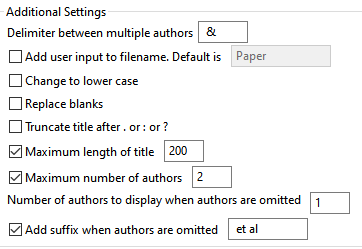 Additional Settings
Delimiter between multiple authors &
Add user input to filename. Default is Paper
Change to lower case
Replace blanks
Truncate title after . or : or ?
Maximum length of title 200
Maximum number of authors 2
Number of authors to display when authors are omitted 1
Add suffix when authors are omitted et al